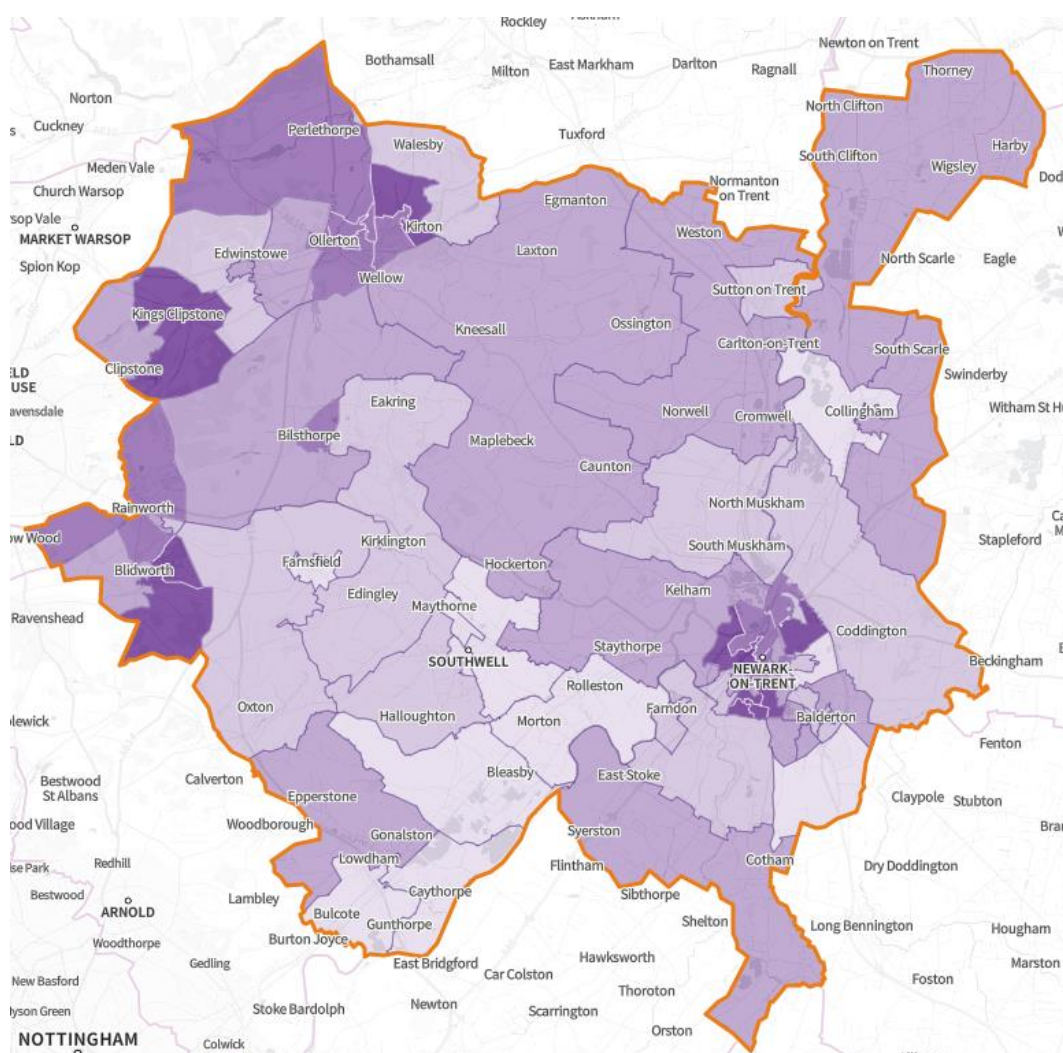 Rockley
Bothamsall
Milton
East Markham
Darlton
Ragnall
Newton on Trent
Thorney
Norton
Cuckney
North Clifton
Perlethorpe
Walesby
Tuxford
Harby
South Clifton
Wigsley
Meden Vale
Church Warsop
Normanton
on Trent
Egmanton
MARKET WARSOP
Spion Kop
Kirton
Ollerton
Weston
Edwinstowe
Laxton
North Scarle
Eagle
Wellow
Sutton on Trent
Kings Clipstone
Kneesall
Ossington
Carlton-on-Trent
South Scarle
Clipstone
Swinderby
Eakring
Norwell
Cromwell
Collingham
Witham St Hu
Bilsthorpe
Maplebeck
Caunton
Rainworth
North Muskham
Kirklington
South Muskham
Stapleford
Farnsfield
Hockerton
Blidworth
Edingley
Kelham
Maythorne
Ravenshead
Coddington
Staythorpe
SOUTHWELL
Beckingham
NEWARK-
ON-TRENT
Rolleston
Oxton
Halloughton
Morton
Farndon
Balderton
Fenton
Bestwood
St Albans
Calverton
Bleasby
East Stoke
Epperstone
Claypole
Stubton
Woodborough
Gonalston
Syerston
Redhill
Lowdham
Flintham
Cotham
Dry Doddington
Bestwood
Lambley
Caythorpe
Sibthorpe
ARNOLD
Bulcote
Gunthorpe
Shelton
Long Bennington
Hougham
Woodthorpe
Burton Joyce
Gedling
East Bridgford
Hawksworth
Marston
Car Colston
New Basford
Thoroton
Foston
Stoke Bardolph
Newton
Scarrington
Orston
NOTTINGHAM
Colwick